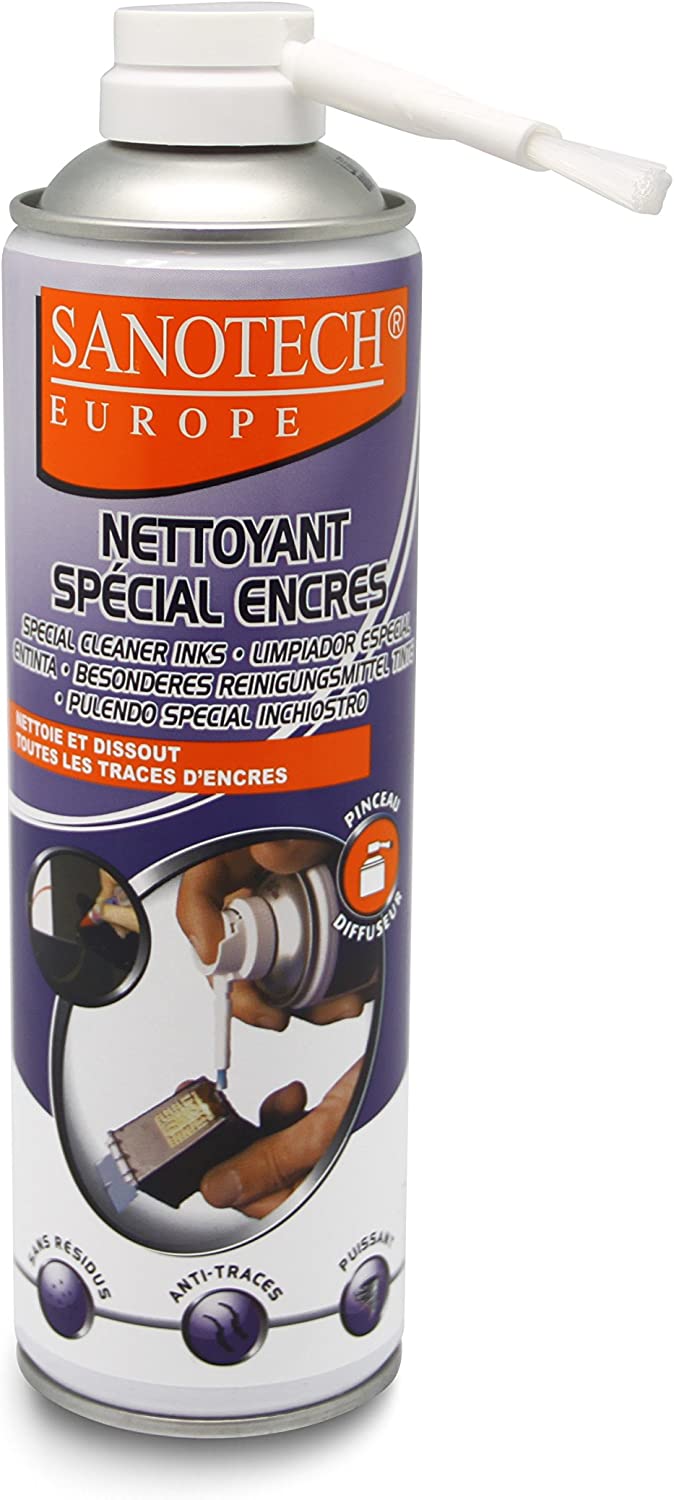 SANOTECH®
EUROPE
NETTOYANT
SPÉCIAL ENCRES
SPECIAL CLEANER INKS • LIMPIADOR ESPECIAL
ENTINTA • BESONDERES REINIGUNGSMITTEL TINTE
• PULENDO SPECIAL INCHIOSTRO
NETTOIE ET DISSOUT
TOUTES LES TRACES D'ENCRES
PINCEAU
DIFFUSEUR
SANS RÉSIDUS
ANTI-TRACES
PUISSANT